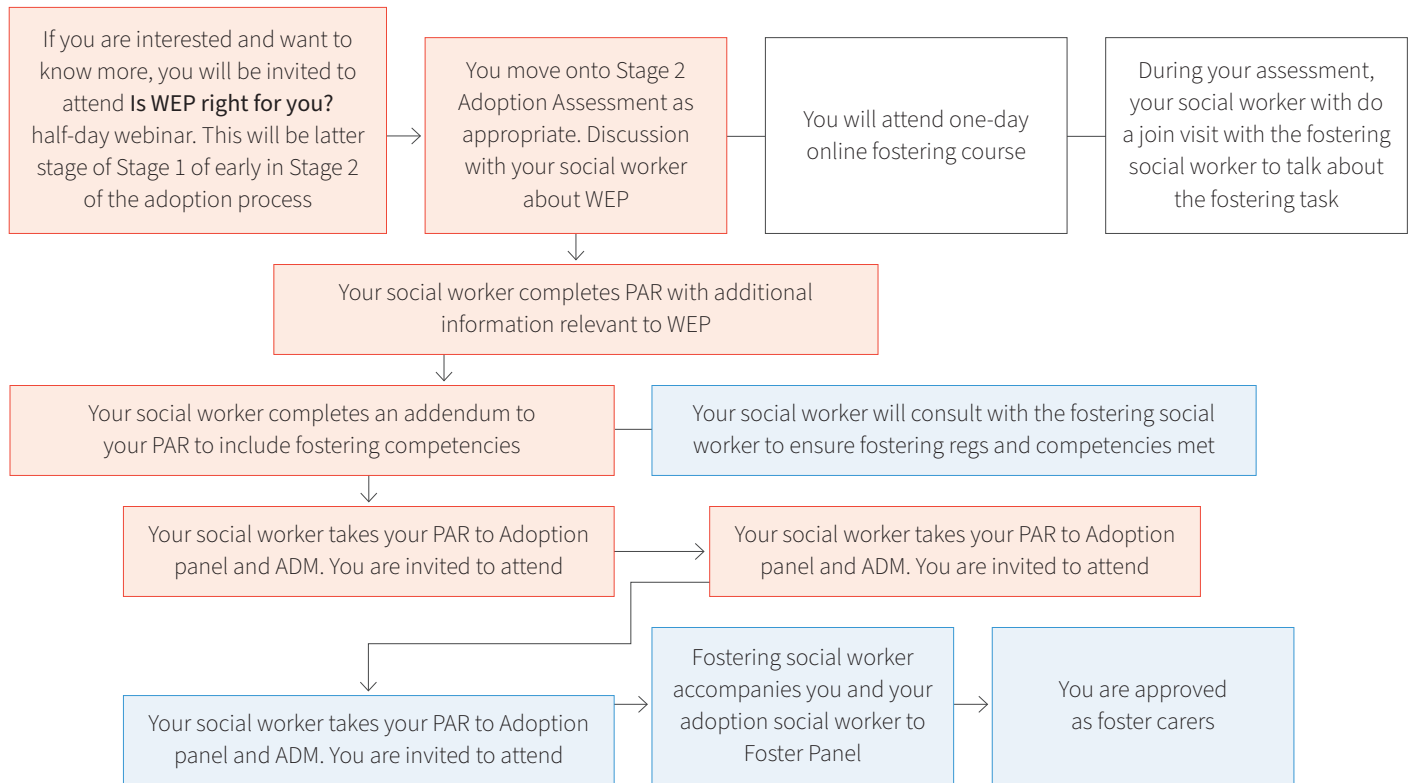 If you are interested and want to
know more, you will be invited to
attend Is WEP right for you?
half-day webinar. This will be latter
stage of Stage 1 of early in Stage 2
of the adoption process
You move onto Stage 2
Adoption Assessment as
appropriate. Discussion
with your social worker
about WEP
You will attend one-day
online fostering course
During your assessment,
your social worker with do
a join visit with the fostering
social worker to talk about
the fostering task
Your social worker completes PAR with additional
information relevant to WEP
Your social worker completes an addendum to
your PAR to include fostering competencies
Your social worker will consult with the fostering social
worker to ensure fostering regs and competencies met
Your social worker takes your PAR to Adoption
panel and ADM. You are invited to attend
Your social worker takes your PAR to Adoption
panel and ADM. You are invited to attend
Your social worker takes your PAR to Adoption
panel and ADM. You are invited to attend
Fostering social worker
accompanies you and your
adoption social worker to
Foster Panel
You are approved
as foster carers